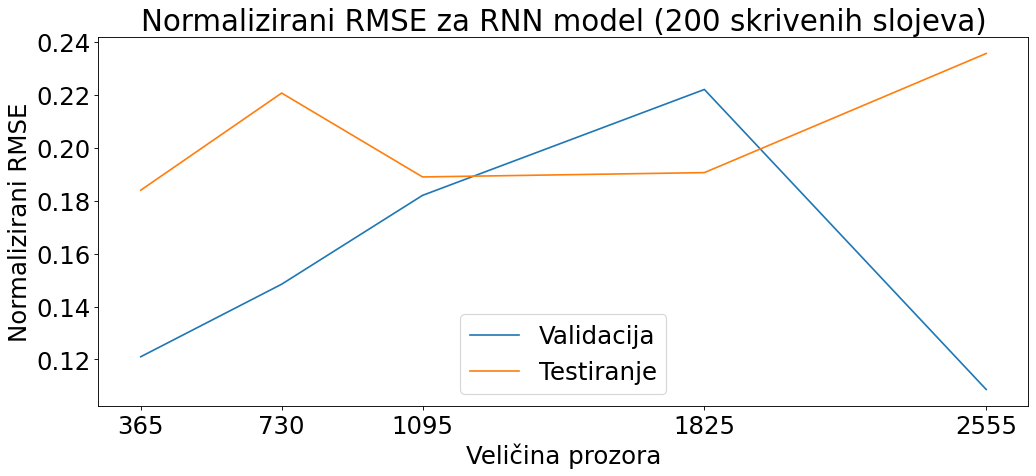 Normalizirani RMSE za RNN model (200 skrivenih slojeva)
Normalizirani RMSE
0.24
0.22
0.20
0.18
0.16
0.14
0.12
Validacija
Testiranje
365 730 1095 1825 2555
Veličina prozora